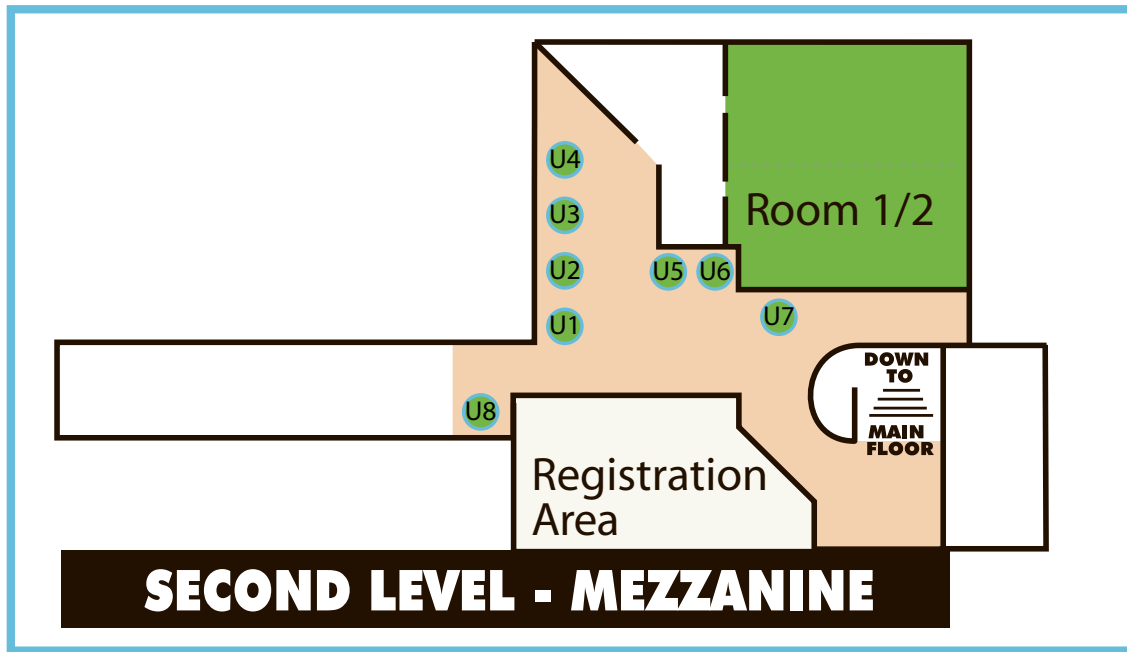 U4
U3
Room 1/2
U2
U5
U6
U1
U7
DOWN
TO
MAIN
FLOOR
U8
Registration
Area
SECOND LEVEL - MEZZANINE